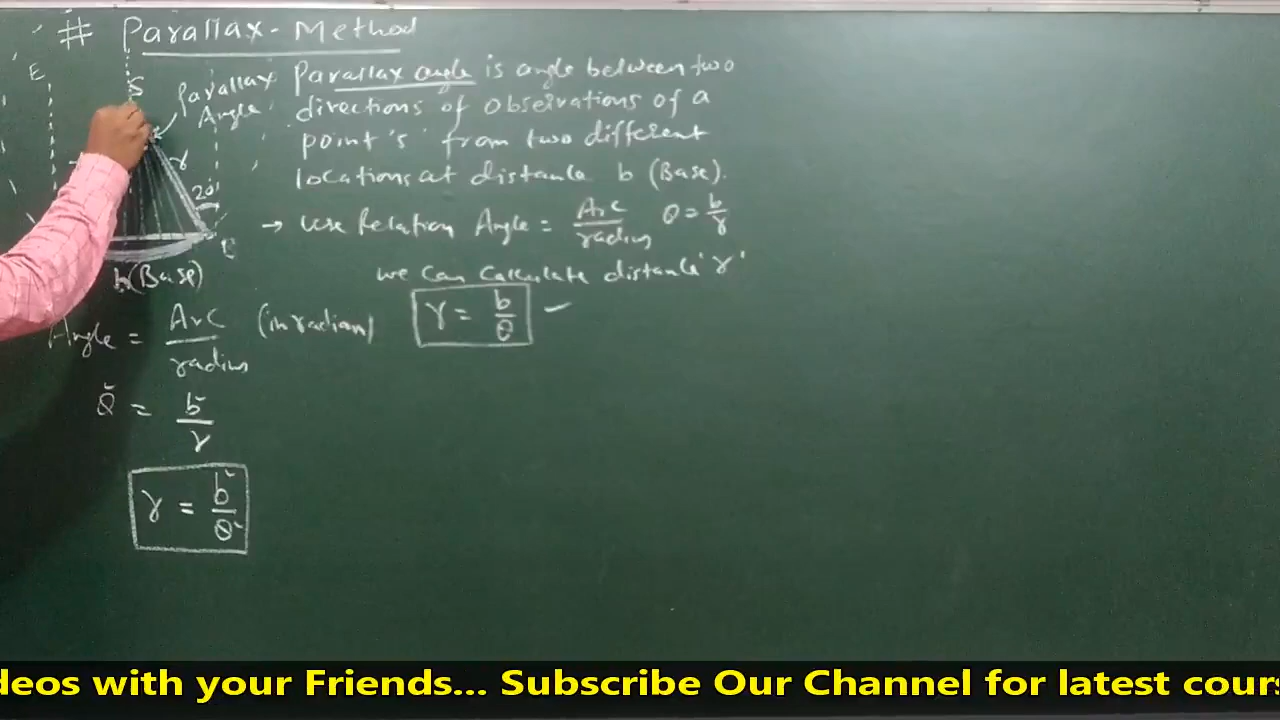 # Parallax - Method
E
S
Parallax
Angle
Parallax angle is angle between two
directions of observations of a
point 's' from two different
locations at distance b (Base).
r
20'
→ Use Relation Angle = Arc / radius θ = b / r
b (Base)
we can calculate distance 'r'
r = b / θ
Angle = Arc / radius (in radian)
θ = b / r
r = b / θ
deos with your Friends... Subscribe Our Channel for latest cours